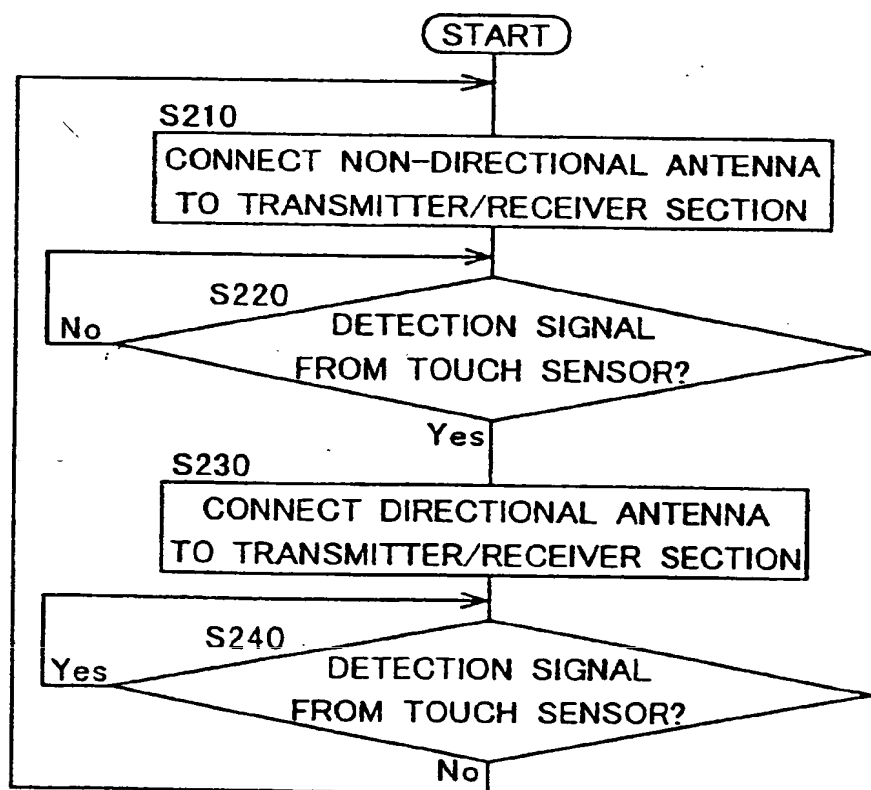 START
S210
CONNECT NON-DIRECTIONAL ANTENNA
TO TRANSMITTER/RECEIVER SECTION
S220
No
DETECTION SIGNAL
FROM TOUCH SENSOR?
Yes
S230
CONNECT DIRECTIONAL ANTENNA
TO TRANSMITTER/RECEIVER SECTION
S240
Yes
DETECTION SIGNAL
FROM TOUCH SENSOR?
No